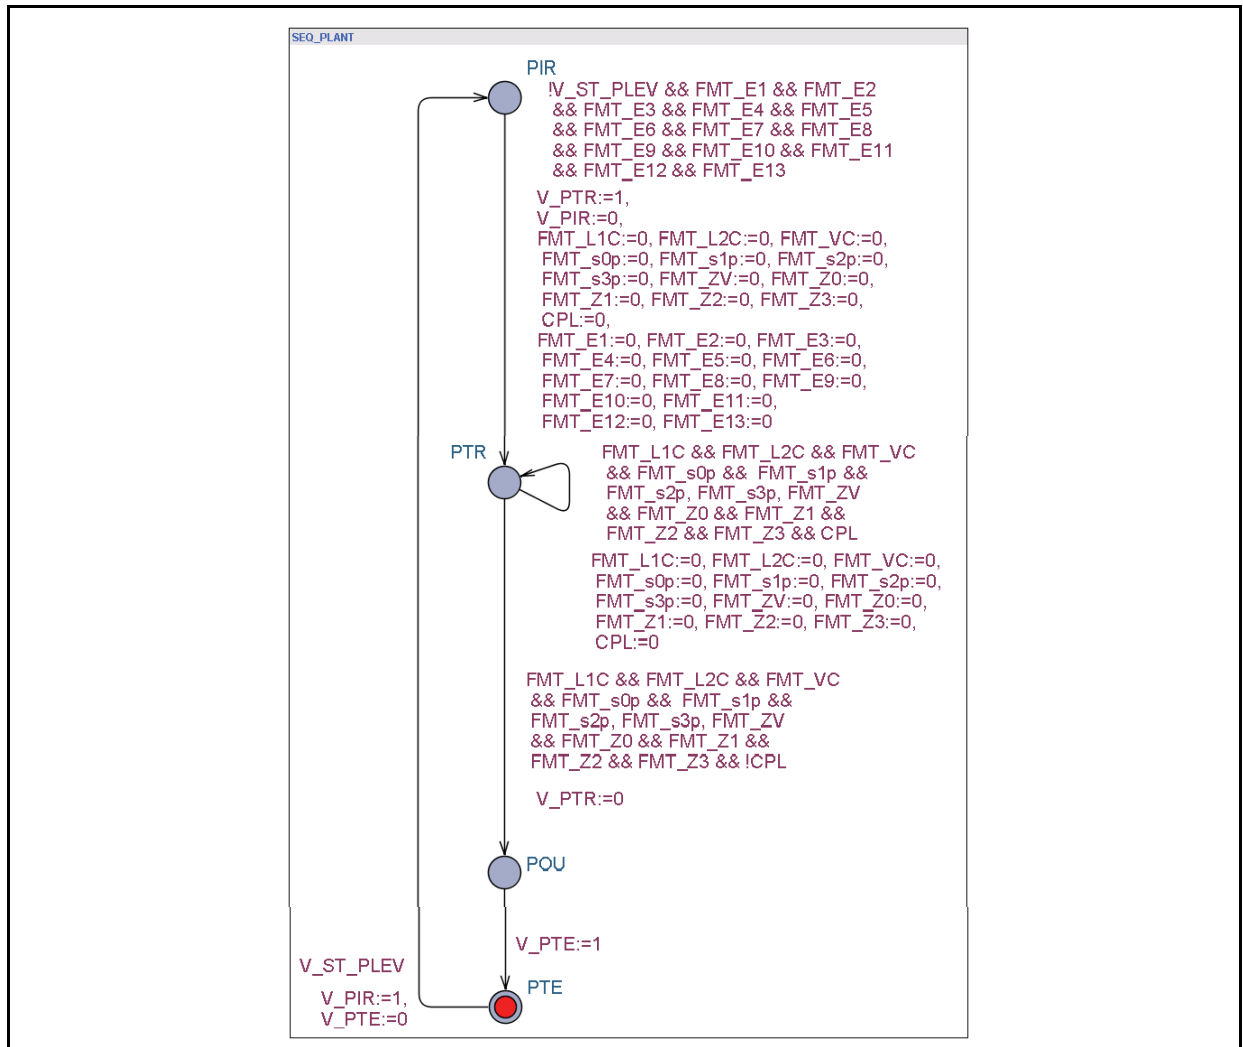 SEQ_PLANT
PIR
!V_ST_PLEV && FMT_E1 && FMT_E2
&& FMT_E3 && FMT_E4 && FMT_E5
&& FMT_E6 && FMT_E7 && FMT_E8
&& FMT_E9 && FMT_E10 && FMT_E11
&& FMT_E12 && FMT_E13
V_PTR:=1,
V_PIR:=0,
FMT_L1C:=0, FMT_L2C:=0, FMT_VC:=0,
FMT_s0p:=0, FMT_s1p:=0, FMT_s2p:=0,
FMT_s3p:=0, FMT_ZV:=0, FMT_Z0:=0,
FMT_Z1:=0, FMT_Z2:=0, FMT_Z3:=0,
CPL:=0,
FMT_E1:=0, FMT_E2:=0, FMT_E3:=0,
FMT_E4:=0, FMT_E5:=0, FMT_E6:=0,
FMT_E7:=0, FMT_E8:=0, FMT_E9:=0,
FMT_E10:=0, FMT_E11:=0,
FMT_E12:=0, FMT_E13:=0
PTR
FMT_L1C && FMT_L2C && FMT_VC
&& FMT_s0p && FMT_s1p &&
FMT_s2p, FMT_s3p, FMT_ZV
&& FMT_Z0 && FMT_Z1 &&
FMT_Z2 && FMT_Z3 && CPL
FMT_L1C:=0, FMT_L2C:=0, FMT_VC:=0,
FMT_s0p:=0, FMT_s1p:=0, FMT_s2p:=0,
FMT_s3p:=0, FMT_ZV:=0, FMT_Z0:=0,
FMT_Z1:=0, FMT_Z2:=0, FMT_Z3:=0,
CPL:=0
FMT_L1C && FMT_L2C && FMT_VC
&& FMT_s0p && FMT_s1p &&
FMT_s2p, FMT_s3p, FMT_ZV
&& FMT_Z0 && FMT_Z1 &&
FMT_Z2 && FMT_Z3 && !CPL
V_PTR:=0
POU
V_PTE:=1
V_ST_PLEV
PTE
V_PIR:=1,
V_PTE:=0